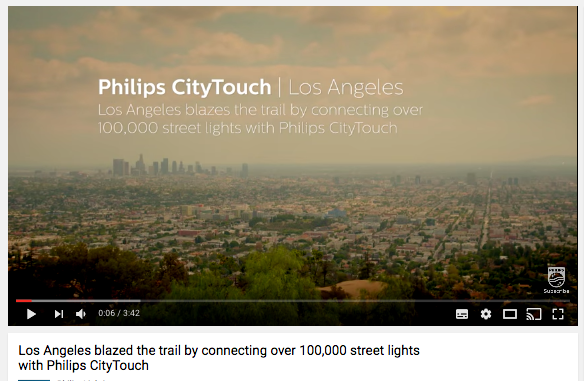 Philips CityTouch | Los Angeles
Los Angeles blazes the trail by connecting over
100,000 street lights with Philips CityTouch
PHILIPS
Subscribe
0:06 / 3:42
Los Angeles blazed the trail by connecting over 100,000 street lights
with Philips CityTouch